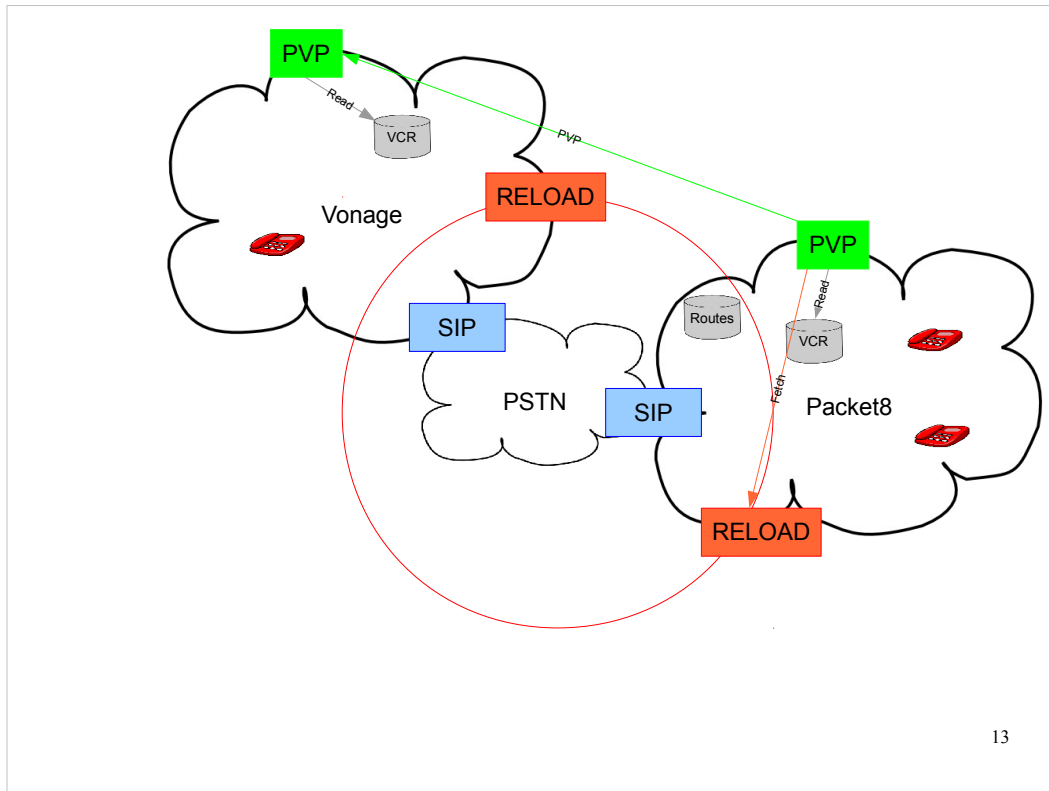 PVP
Read
VCR
PVP
RELOAD
Vonage
PVP
Read
Routes
SIP
VCR
Fetch
PSTN
SIP
Packet8
RELOAD
13